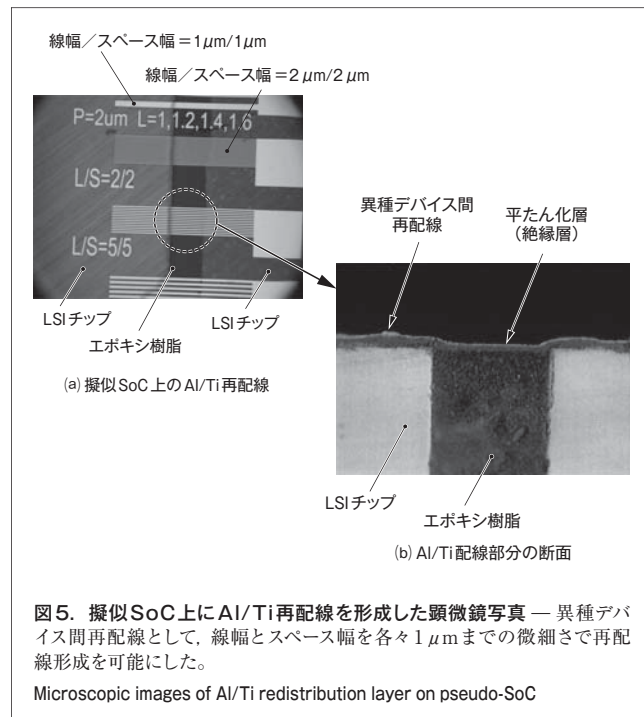 線幅／スペース幅＝1μm/1μm
線幅／スペース幅＝2μm/2μm
P=2um L=1,1.2,1.4,1.6
L/S=2/2
L/S=5/5
LSIチップ
エポキシ樹脂
LSIチップ
(a) 擬似SoC上のAl/Ti再配線
異種デバイス間
再配線
平たん化層
（絶縁層）
LSIチップ
エポキシ樹脂
(b) Al/Ti配線部分の断面
図5．擬似SoC上にAl/Ti再配線を形成した顕微鏡写真 — 異種デバ
イス間再配線として，線幅とスペース幅を各々1μmまでの微細さで再配
線形成を可能にした。
Microscopic images of Al/Ti redistribution layer on pseudo-SoC